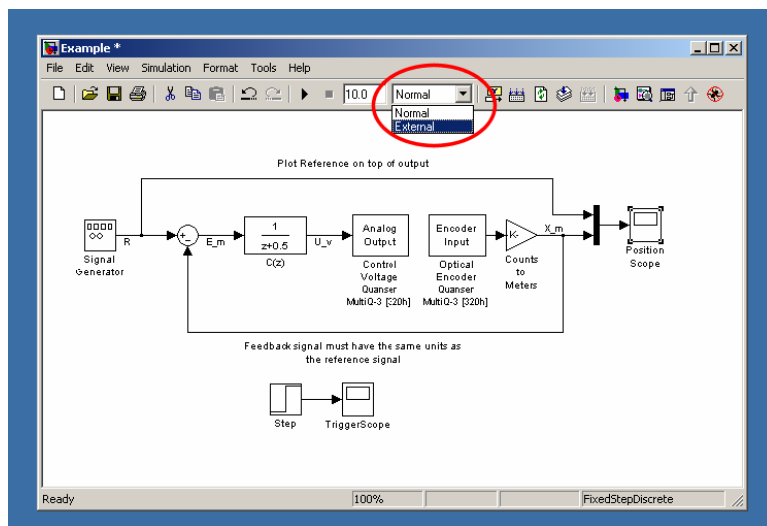 Example *
File Edit View Simulation Format Tools Help
10.0 Normal
Normal
External
Plot Reference on top of output
Signal
Generator
R
+
-
E_m
1
z+0.5
C(z)
U_v
Analog
Output
Control
Voltage
Quanser
MultiQ-3 [320h]
Encoder
Input
Optical
Encoder
Quanser
MultiQ-3 [320h]
K-
Counts
to
Meters
X_m
Position
Scope
Feedback signal must have the same units as
the reference signal
Step
TriggerScope
Ready 100% FixedStepDiscrete